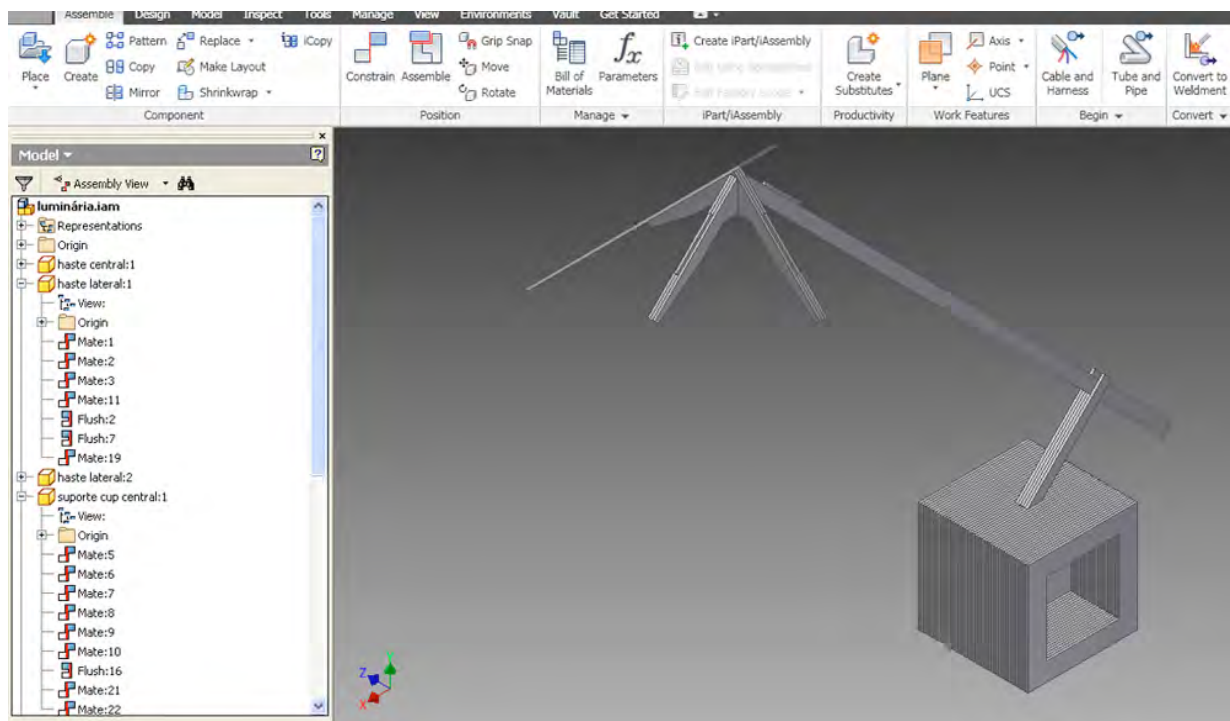 Assemble Design Model Inspect Tools Manage View Environments Vault Get Started
Pattern Replace iCopy
Copy Make Layout
Mirror Shrinkwrap
Place Create
Component
Constrain Assemble
Grip Snap
Move
Rotate
Position
Bill of Materials Parameters
Manage
Create iPart/iAssembly
iPart/iAssembly
Create Substitutes
Productivity
Plane
Axis
Point
UCS
Work Features
Cable and Harness
Tube and Pipe
Begin
Convert to Weldment
Convert
Model
Assembly View
luminária.iam
Representations
Origin
haste central:1
haste lateral:1
View:
Origin
Mate:1
Mate:2
Mate:3
Mate:11
Flush:2
Flush:7
Mate:19
haste lateral:2
suporte cup central:1
View:
Origin
Mate:5
Mate:6
Mate:7
Mate:8
Mate:9
Mate:10
Flush:16
Mate:21
Mate:22
Z
Y
X